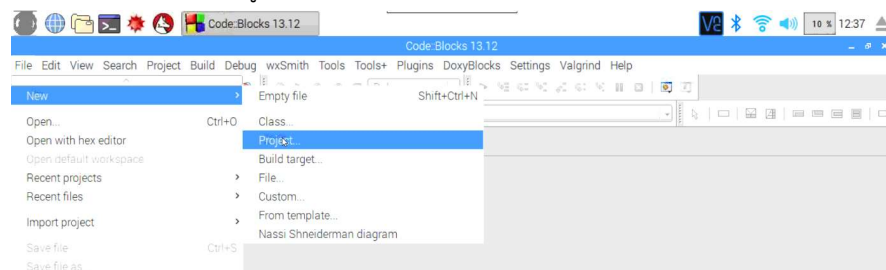 Code::Blocks 13.12
10 % 12:37
Code::Blocks 13.12
File Edit View Search Project Build Debug wxSmith Tools Tools+ Plugins DoxyBlocks Settings Valgrind Help
New
Open... Ctrl+O
Open with hex editor
Open default workspace
Recent projects
Recent files
Import project
Save file Ctrl+S
Save file as
Empty file Shift+Ctrl+N
Class...
Project...
Build target...
File...
Custom...
From template...
Nassi Shneiderman diagram